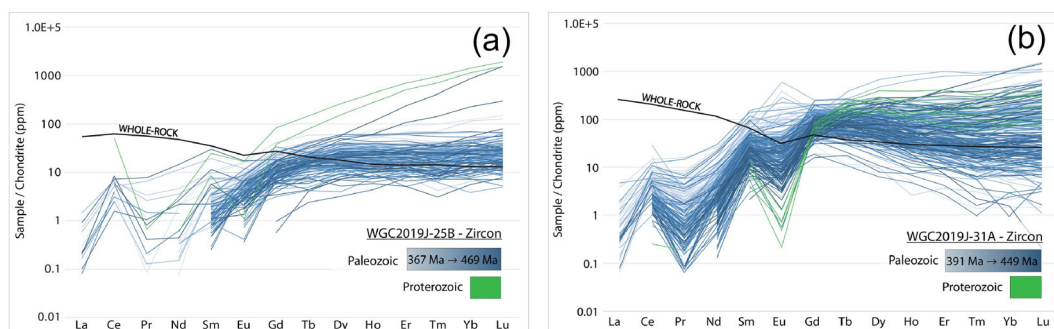 (a)
1.0E+5
1000
100
10
1
0.1
0.01
Sample / Chondrite (ppm)
WHOLE-ROCK
WGC2019J-25B - Zircon
Paleozoic 367 Ma → 469 Ma
Proterozoic
La Ce Pr Nd Sm Eu Gd Tb Dy Ho Er Tm Yb Lu
(b)
1.0E+5
1000
100
10
1
0.1
0.01
Sample / Chondrite (ppm)
WHOLE-ROCK
WGC2019J-31A - Zircon
Paleozoic 391 Ma → 449 Ma
Proterozoic
La Ce Pr Nd Sm Eu Gd Tb Dy Ho Er Tm Yb Lu